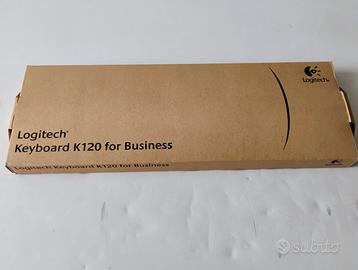 Logitech
Logitech®
Keyboard K120 for Business
Logitech Keyboard K120 for Business
subito